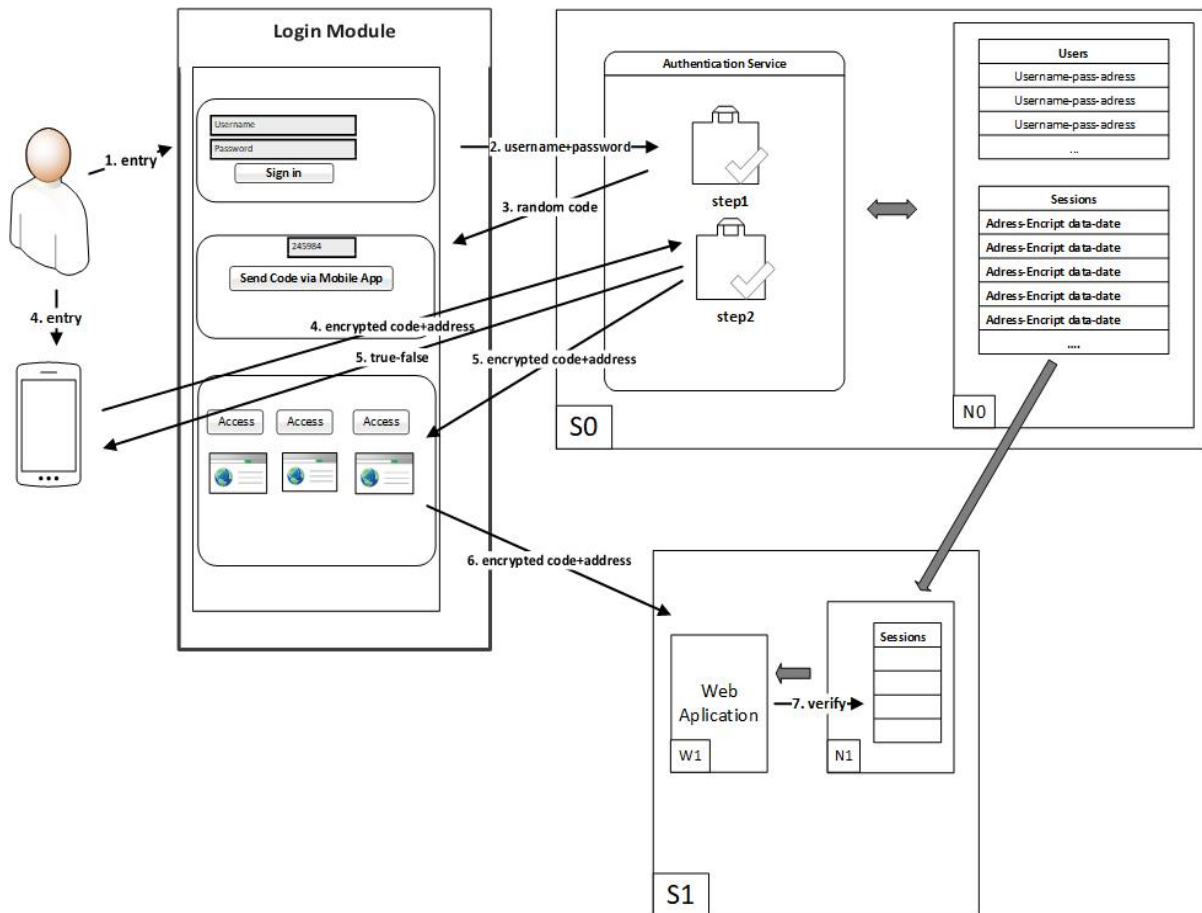 Login Module
Username
Password
Sign in
1. entry
2. username+password
3. random code
245984
Send Code via Mobile App
4. entry
4. encrypted code+address
5. true-false
5. encrypted code+address
Access
Access
Access
6. encrypted code+address
Authentication Service
step1
step2
S0
Users
Username-pass-adress
Username-pass-adress
Username-pass-adress
...
Sessions
Adress-Encript data-date
Adress-Encript data-date
Adress-Encript data-date
Adress-Encript data-date
Adress-Encript data-date
....
N0
Web
Aplication
W1
7. verify
Sessions
N1
S1